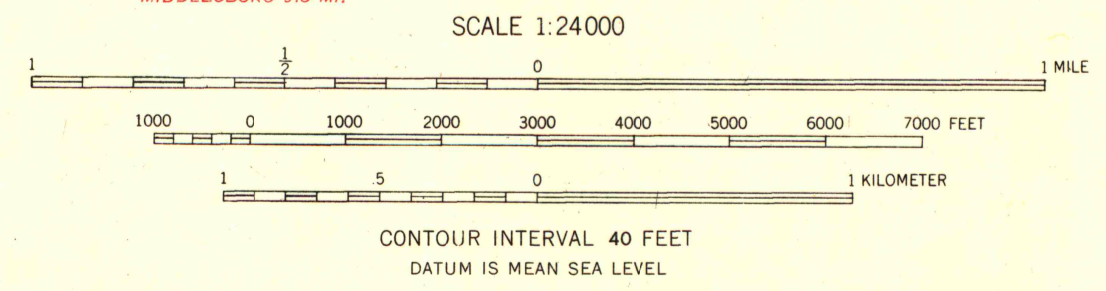 SCALE 1:24000
1 1/2 0 1 MILE
1000 0 1000 2000 3000 4000 5000 6000 7000 FEET
1 .5 0 1 KILOMETER
CONTOUR INTERVAL 40 FEET
DATUM IS MEAN SEA LEVEL